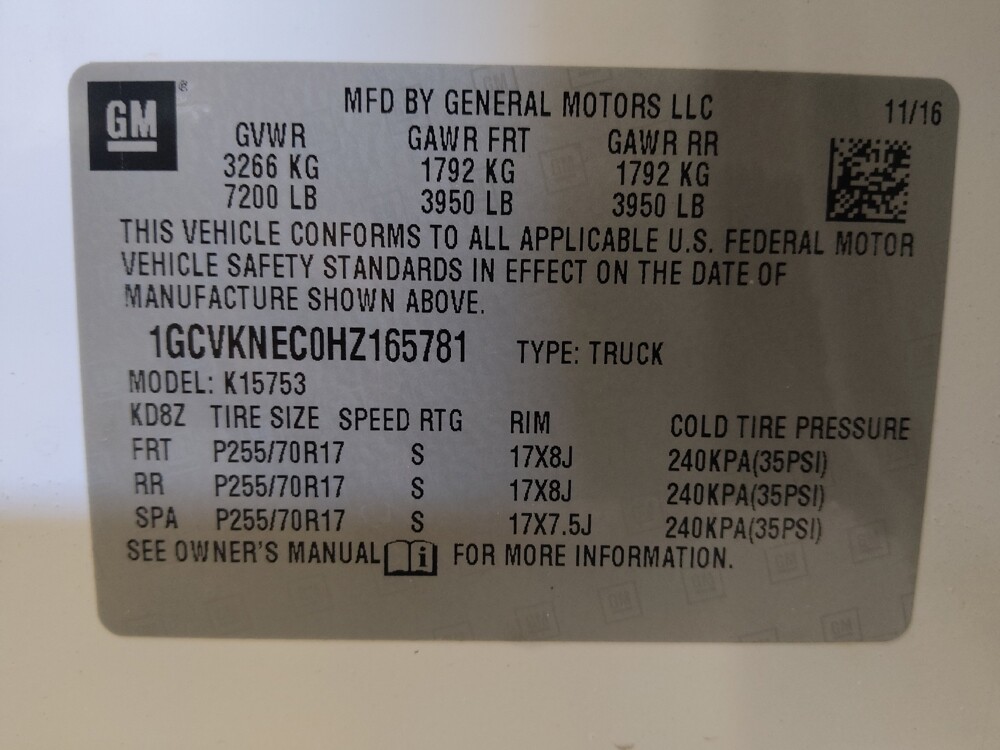 GM®
MFD BY GENERAL MOTORS LLC 11/16
GVWR GAWR FRT GAWR RR
3266 KG 1792 KG 1792 KG
7200 LB 3950 LB 3950 LB
THIS VEHICLE CONFORMS TO ALL APPLICABLE U.S. FEDERAL MOTOR
VEHICLE SAFETY STANDARDS IN EFFECT ON THE DATE OF
MANUFACTURE SHOWN ABOVE.
1GCVKNEC0HZ165781 TYPE: TRUCK
MODEL: K15753
KD8Z TIRE SIZE SPEED RTG RIM COLD TIRE PRESSURE
FRT P255/70R17 S 17X8J 240KPA(35PSI)
RR P255/70R17 S 17X8J 240KPA(35PSI)
SPA P255/70R17 S 17X7.5J 240KPA(35PSI)
SEE OWNER'S MANUAL i FOR MORE INFORMATION.